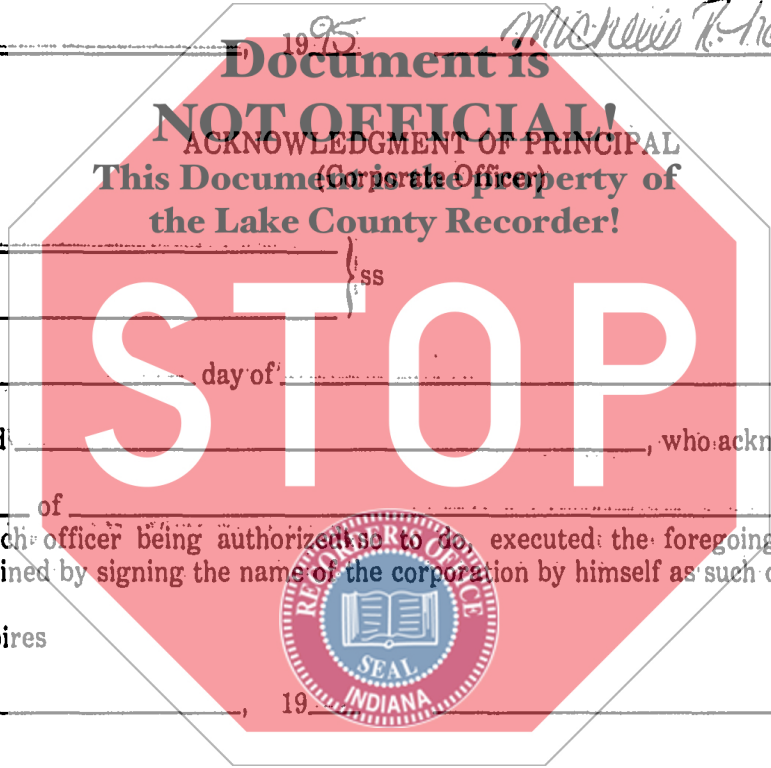 , 1995 Michelle R.
Document is
NOT OFFICIAL!
ACKNOWLEDGMENT OF PRINCIPAL
This Document is the property of
(Corporate Officer)
the Lake County Recorder!
ss
STOP
day of
, who ackn
of
ch officer being authorized so to do, executed the foregoing
ined by signing the name of the corporation by himself as such o
RECORDER'S OFFICE
SEAL
INDIANA
ires
, 19